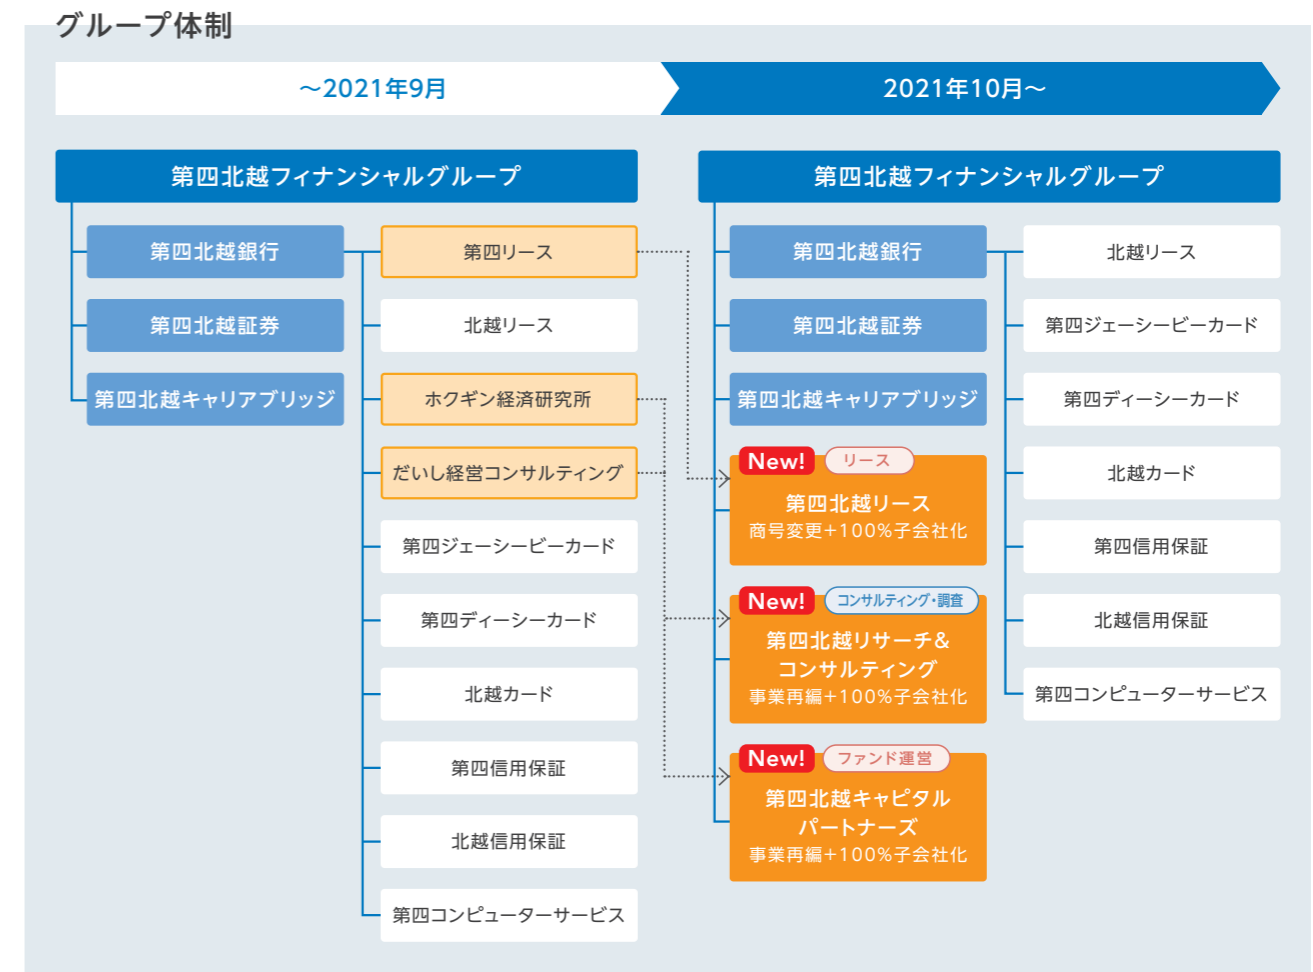 グループ体制
～2021年9月
2021年10月～
第四北越フィナンシャルグループ
第四北越銀行
第四北越証券
第四北越キャリアブリッジ
第四リース
北越リース
ホクギン経済研究所
だいし経営コンサルティング
第四ジェーシービーカード
第四ディーシーカード
北越カード
第四信用保証
北越信用保証
第四コンピューターサービス
第四北越フィナンシャルグループ
第四北越銀行
第四北越証券
第四北越キャリアブリッジ
New! リース
第四北越リース
商号変更+100%子会社化
New! コンサルティング・調査
第四北越リサーチ&
コンサルティング
事業再編+100%子会社化
New! ファンド運営
第四北越キャピタル
パートナーズ
事業再編+100%子会社化
北越リース
第四ジェーシービーカード
第四ディーシーカード
北越カード
第四信用保証
北越信用保証
第四コンピューターサービス